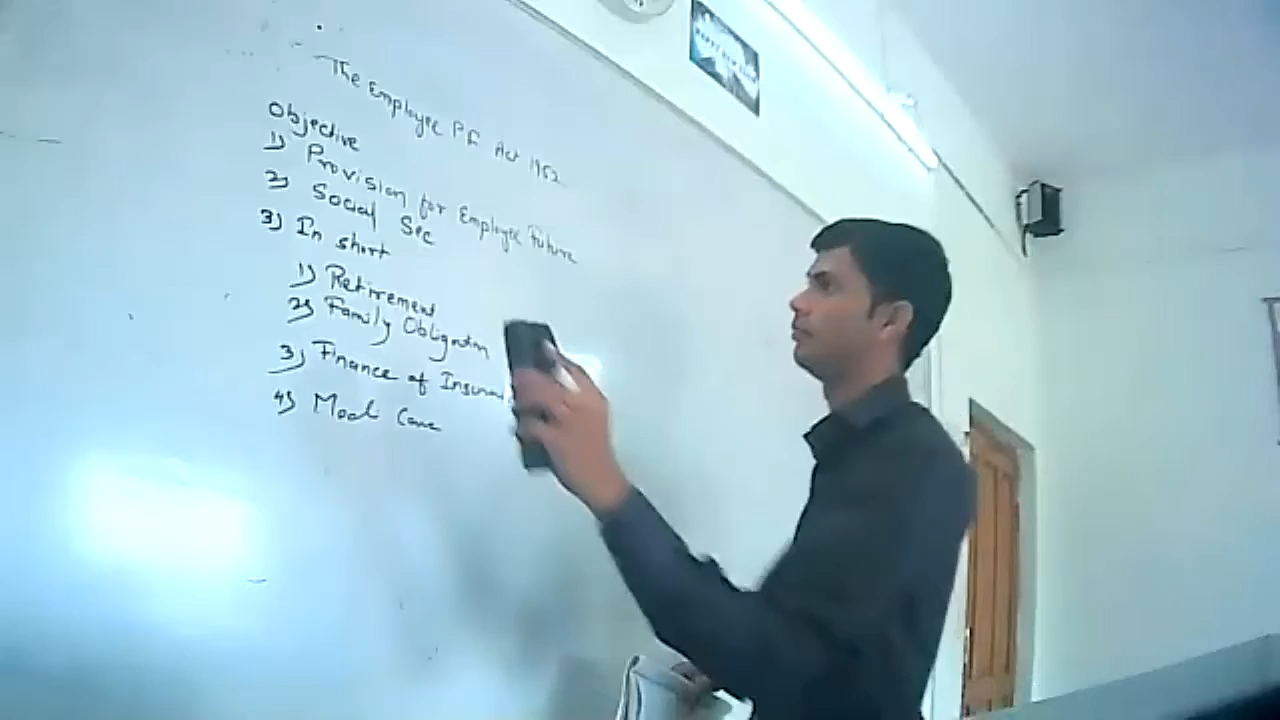 The Employee PF Act 1952
Objective
1) Provision for Employee Future
2) Social Sec
3) In short
1) Retirement
2) Family Obligation
3) Finance of
4) Med Care